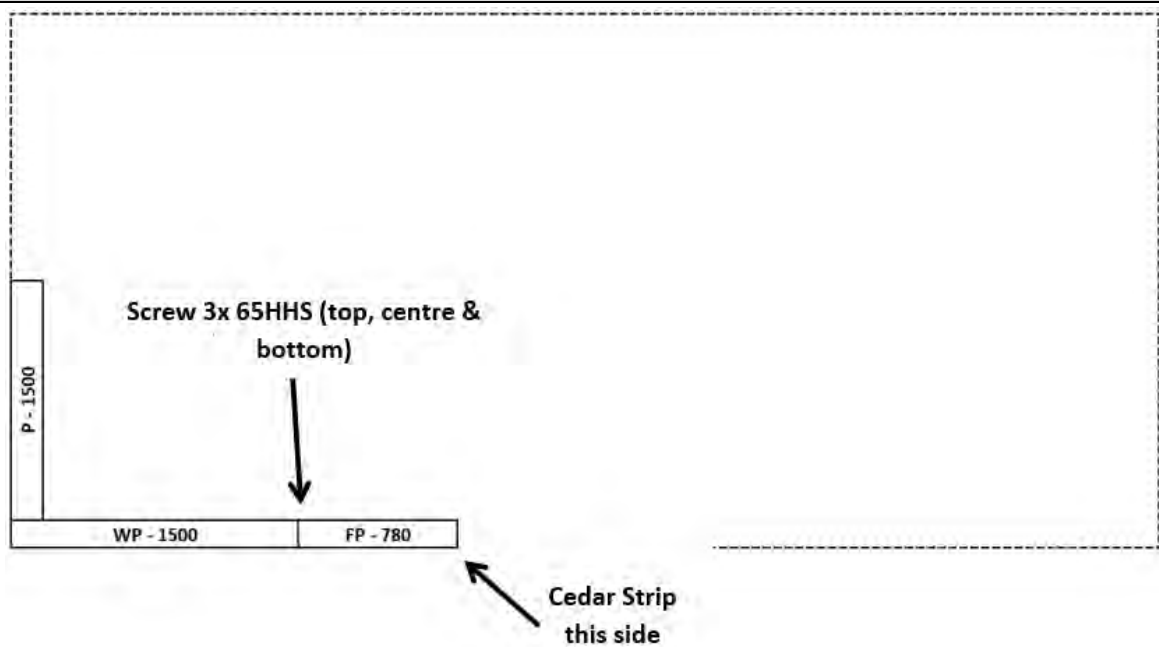 Screw 3x 65HHS (top, centre &
bottom)
P - 1500
WP - 1500
FP - 780
Cedar Strip
this side